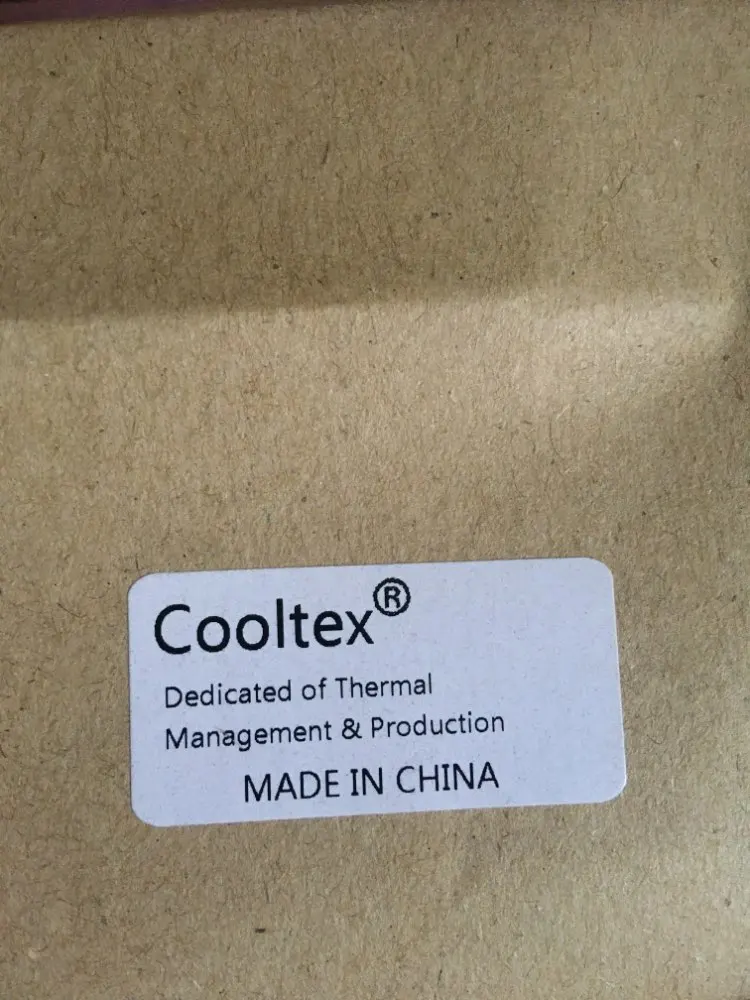 Cooltex®
Dedicated of Thermal
Management & Production
MADE IN CHINA